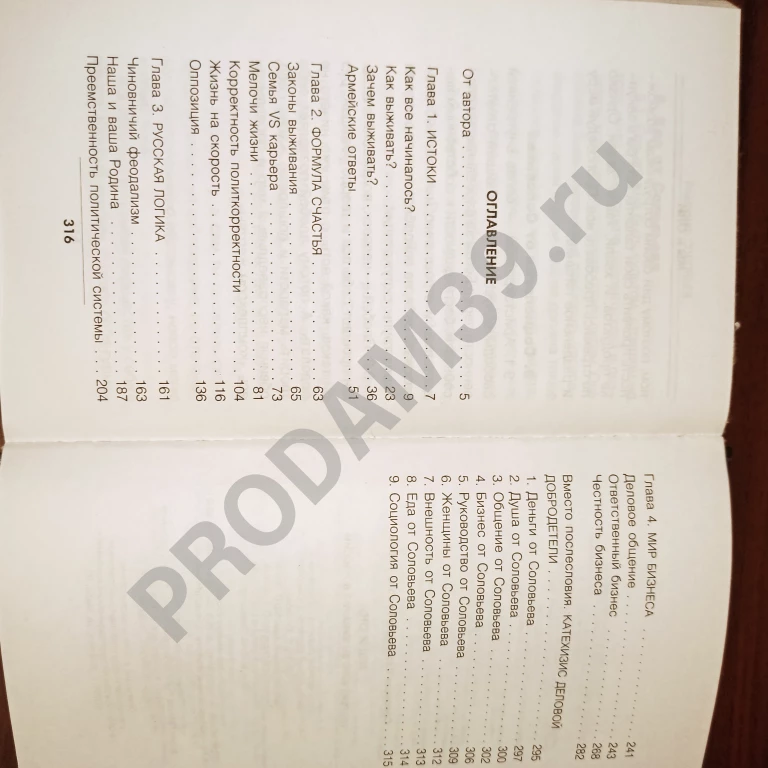 ОГЛАВЛЕНИЕ
От автора . . . . . . . . . . . . . . . . . . . . 5
Глава 1. ИСТОКИ . . . . . . . . . . . . . . . . 7
Как все начиналось? . . . . . . . . . . . . . . 9
Как выживать? . . . . . . . . . . . . . . . . 23
Зачем выживать? . . . . . . . . . . . . . . . 36
Армейские ответы . . . . . . . . . . . . . . 51
Глава 2. ФОРМУЛА СЧАСТЬЯ . . . . . . . . . 63
Законы выживания . . . . . . . . . . . . . . 65
Семья VS карьера . . . . . . . . . . . . . . 73
Мелочи жизни . . . . . . . . . . . . . . . . 81
Корректность политкорректности . . . . . . 104
Жизнь на скорость . . . . . . . . . . . . . 116
Оппозиция . . . . . . . . . . . . . . . . . . 136
Глава 3. РУССКАЯ ЛОГИКА . . . . . . . . . . 161
Чиновничий феодализм . . . . . . . . . . . 163
Наша и ваша Родина . . . . . . . . . . . . 187
Преемственность политической системы . . . 204
316
Глава 4. МИР БИЗНЕСА . . . . . . . . . . . 241
Деловое общение . . . . . . . . . . . . . . 243
Ответственный бизнес . . . . . . . . . . . 268
Честность бизнеса . . . . . . . . . . . . . 282
Вместо послесловия. КАТЕХИЗИС ДЕЛОВОЙ
ДОБРОДЕТЕЛИ . . . . . . . . . . . . . . . . 295
1. Деньги от Соловьева . . . . . . . . . . . 297
2. Душа от Соловьева . . . . . . . . . . . . 300
3. Общение от Соловьева . . . . . . . . . . 302
4. Бизнес от Соловьева . . . . . . . . . . . 306
5. Руководство от Соловьева . . . . . . . . 309
6. Женщины от Соловьева . . . . . . . . . . 312
7. Внешность от Соловьева . . . . . . . . . 313
8. Еда от Соловьева . . . . . . . . . . . . . 314
9. Социология от Соловьева . . . . . . . . . 315
PRODAM39.ru